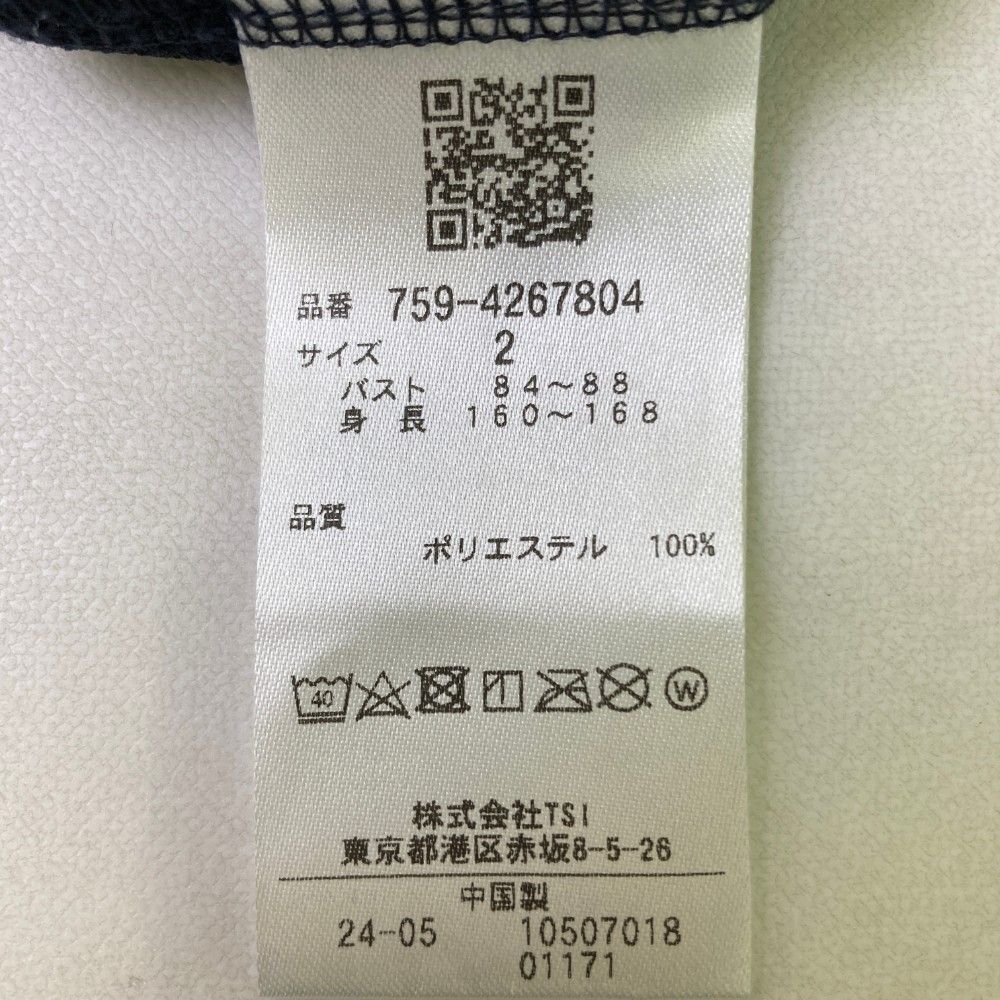 品番 759-4267804
サイズ 2
バスト 84～88
身長 160～168
品質
ポリエステル 100%
40 W
株式会社TSI
東京都港区赤坂8-5-26
中国製
24-05 10507018
01171